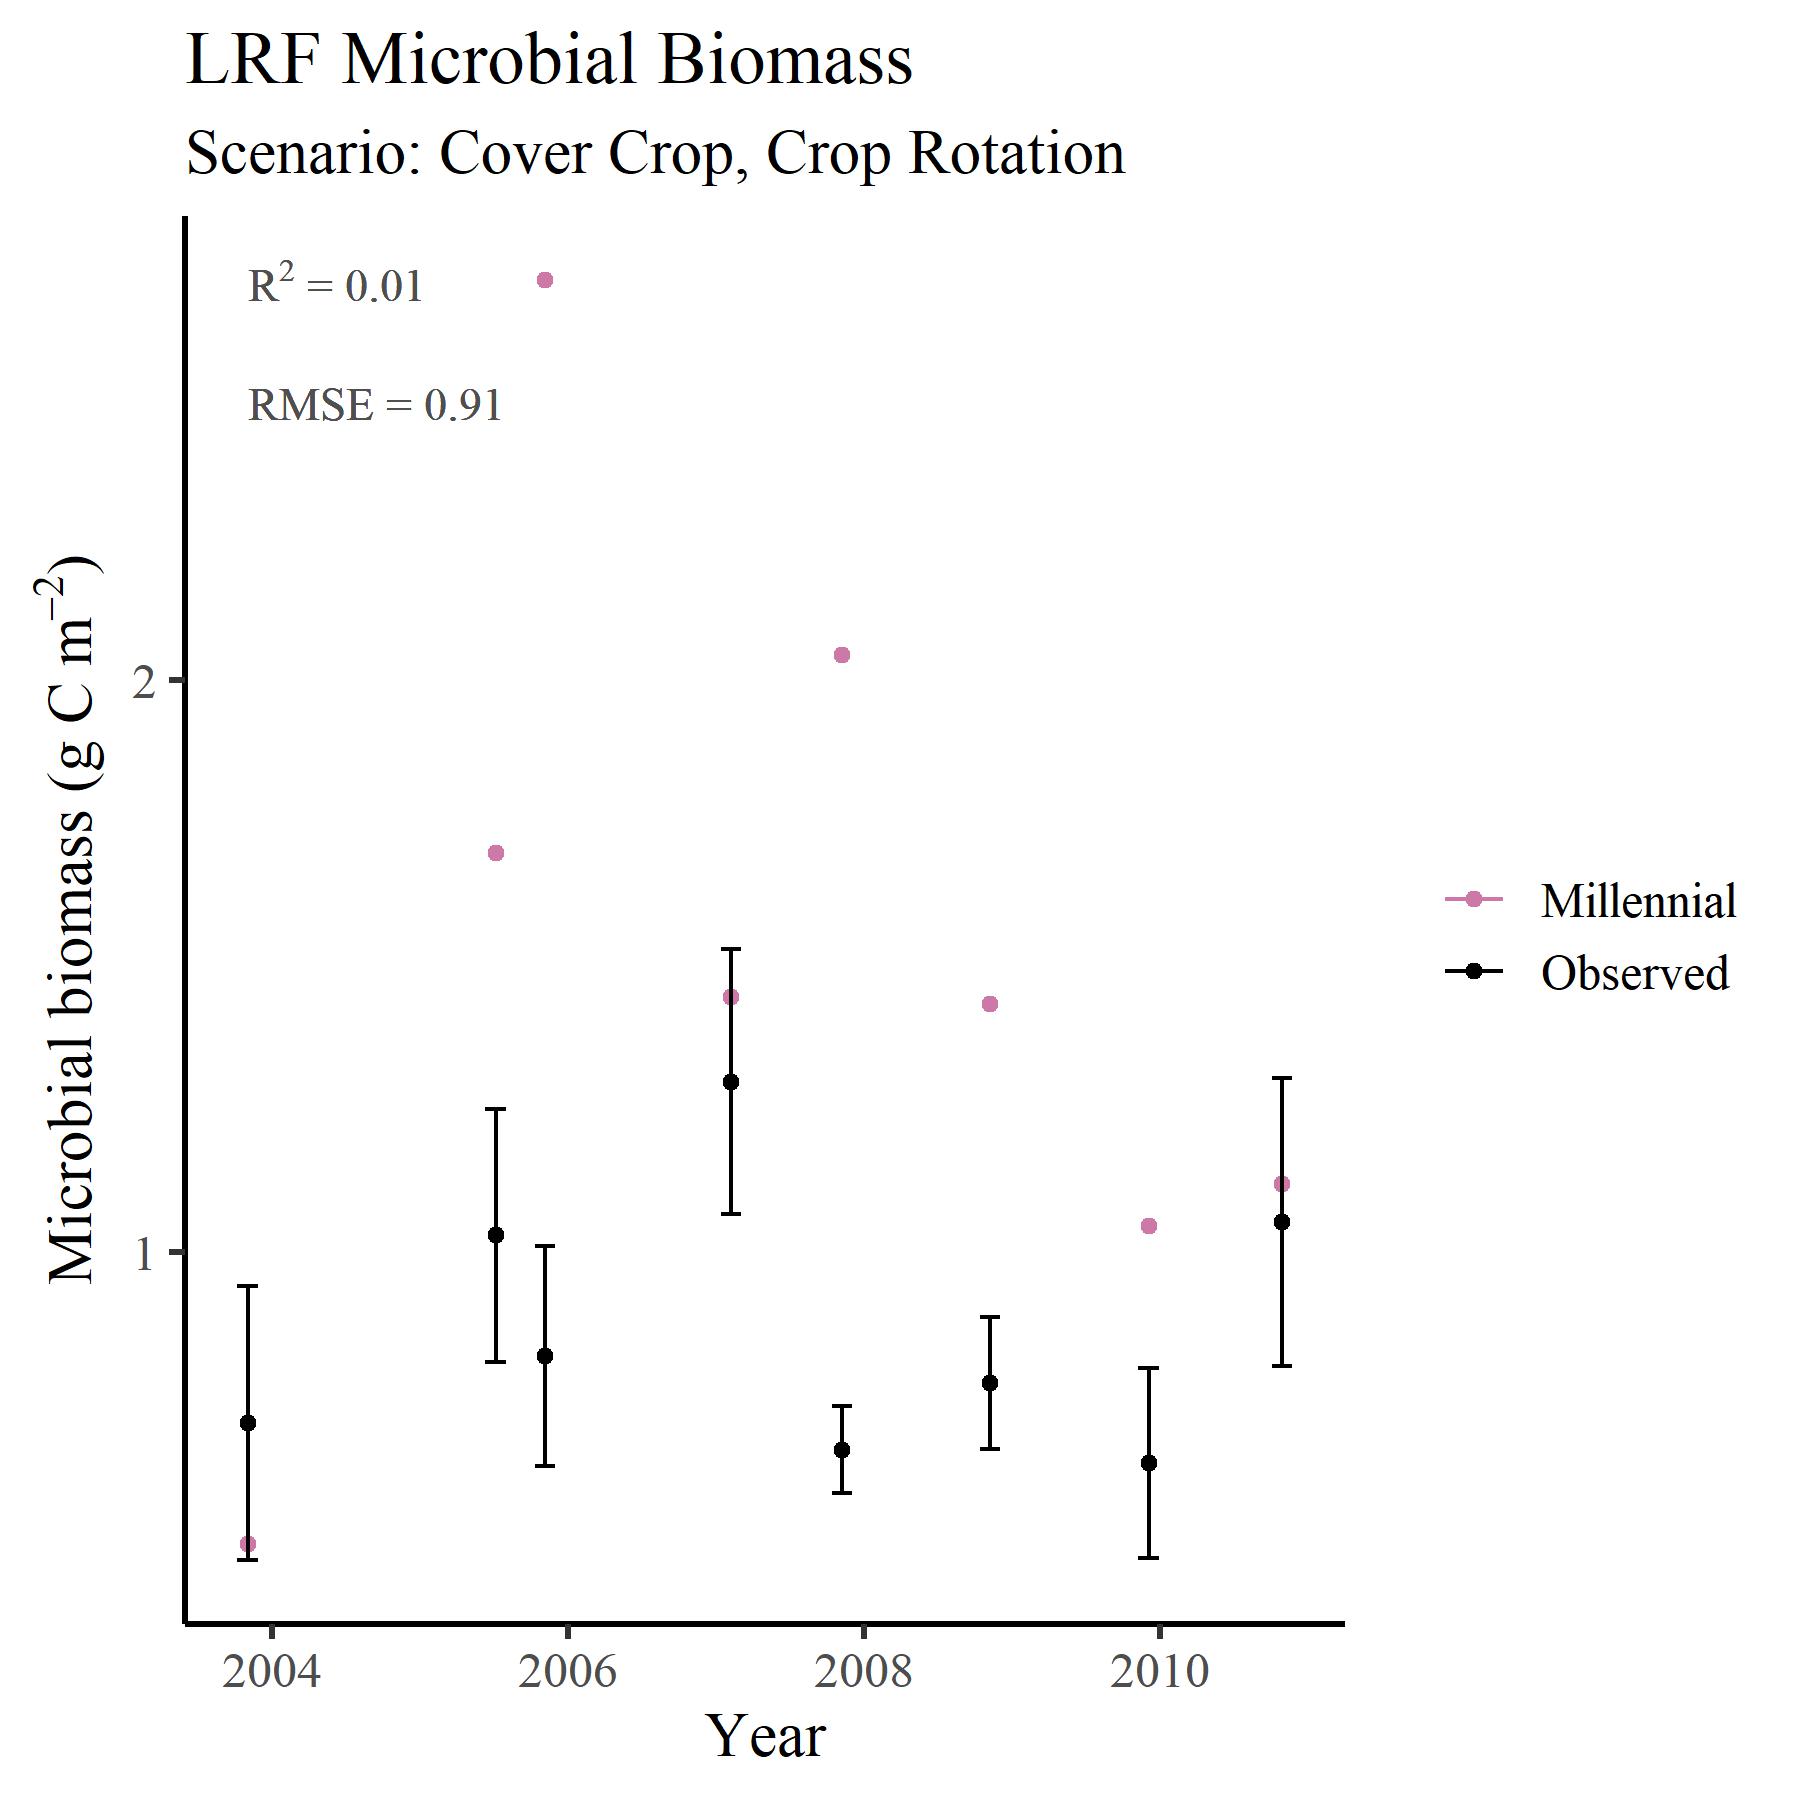 LRF Microbial Biomass
Scenario: Cover Crop, Crop Rotation
R² = 0.01
RMSE = 0.91
Microbial biomass (g C m⁻²)
2
1
Millennial
Observed
2004 2006 2008 2010
Year